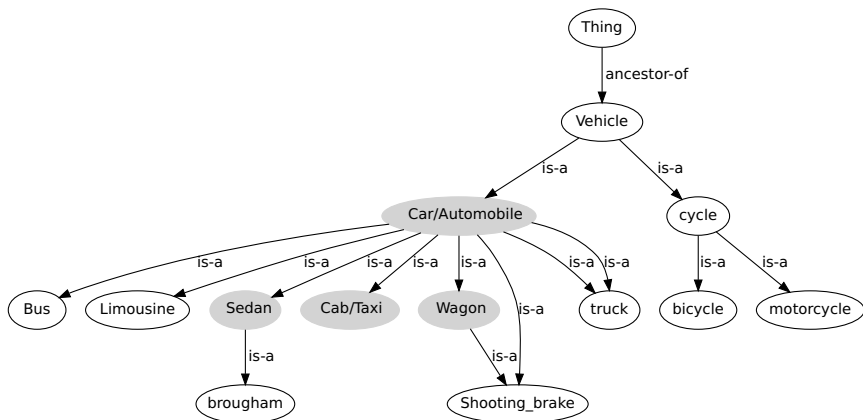 Thing
ancestor-of
Vehicle
is-a is-a
Car/Automobile cycle
is-a is-a is-a is-a is-a is-a is-a is-a is-a
Bus Limousine Sedan Cab/Taxi Wagon is-a truck bicycle motorcycle
is-a is-a
brougham Shooting_brake